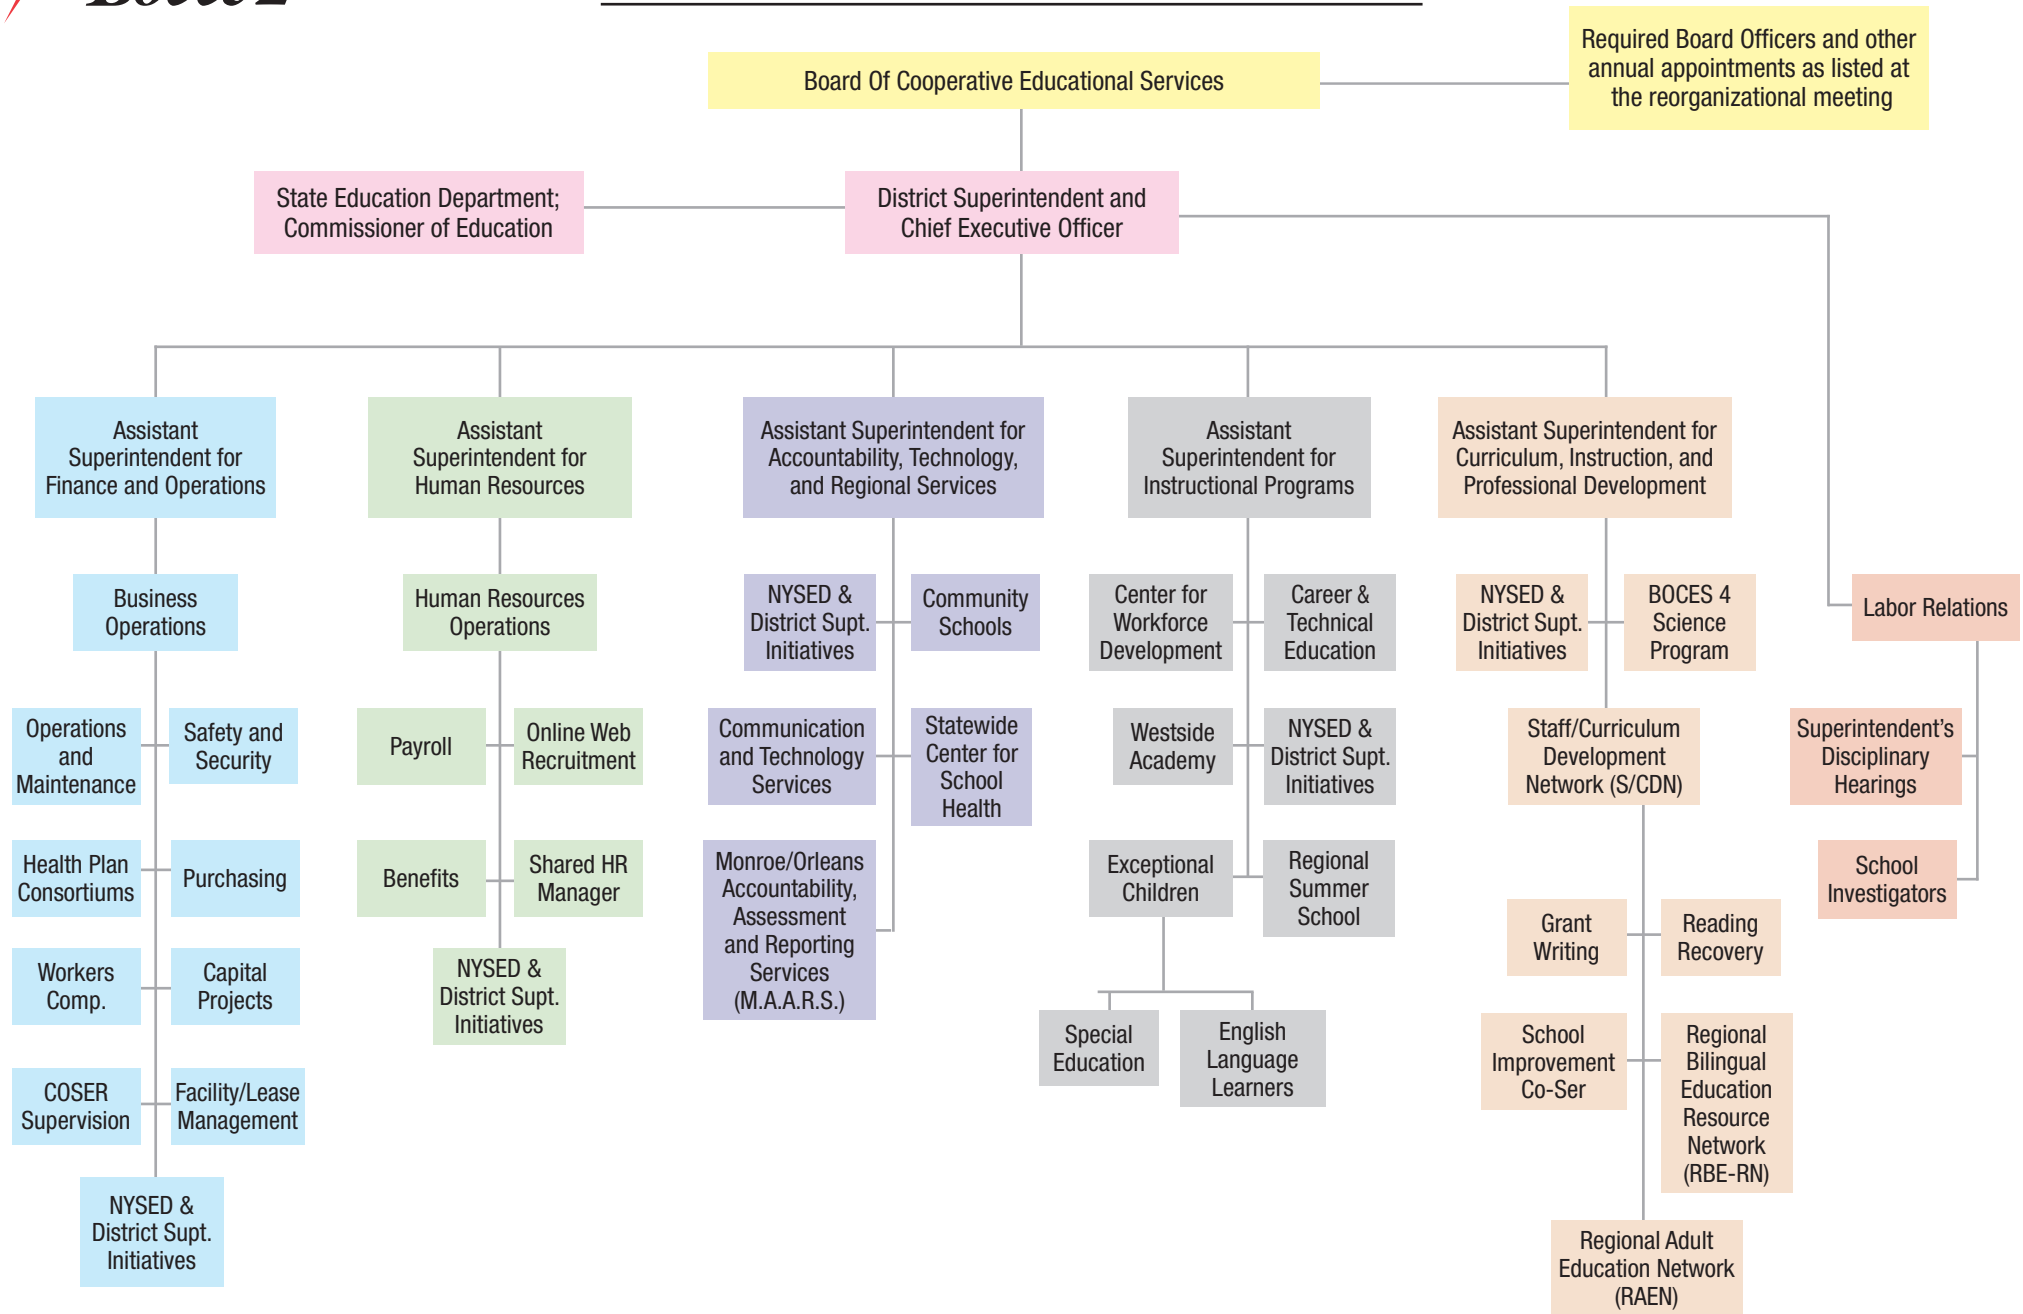 Board Of Cooperative Educational Services
Required Board Officers and other
annual appointments as listed at
the reorganizational meeting
State Education Department;
Commissioner of Education
District Superintendent and
Chief Executive Officer
Assistant
Superintendent for
Finance and Operations
Business
Operations
Operations
and
Maintenance
Safety and
Security
Health Plan
Consortiums
Purchasing
Workers
Comp.
Capital
Projects
COSER
Supervision
Facility/Lease
Management
NYSED &
District Supt.
Initiatives
Assistant
Superintendent for
Human Resources
Human Resources
Operations
Payroll
Online Web
Recruitment
Benefits
Shared HR
Manager
NYSED &
District Supt.
Initiatives
Assistant Superintendent for
Accountability, Technology,
and Regional Services
NYSED &
District Supt.
Initiatives
Community
Schools
Communication
and Technology
Services
Statewide
Center for
School
Health
Monroe/Orleans
Accountability,
Assessment
and Reporting
Services
(M.A.A.R.S.)
Assistant
Superintendent for
Instructional Programs
Center for
Workforce
Development
Career &
Technical
Education
Westside
Academy
NYSED &
District Supt.
Initiatives
Exceptional
Children
Regional
Summer
School
Special
Education
English
Language
Learners
Assistant Superintendent for
Curriculum, Instruction, and
Professional Development
NYSED &
District Supt.
Initiatives
BOCES 4
Science
Program
Staff/Curriculum
Development
Network (S/CDN)
Grant
Writing
Reading
Recovery
School
Improvement
Co-Ser
Regional
Bilingual
Education
Resource
Network
(RBE-RN)
Regional Adult
Education Network
(RAEN)
Labor Relations
Superintendent’s
Disciplinary
Hearings
School
Investigators